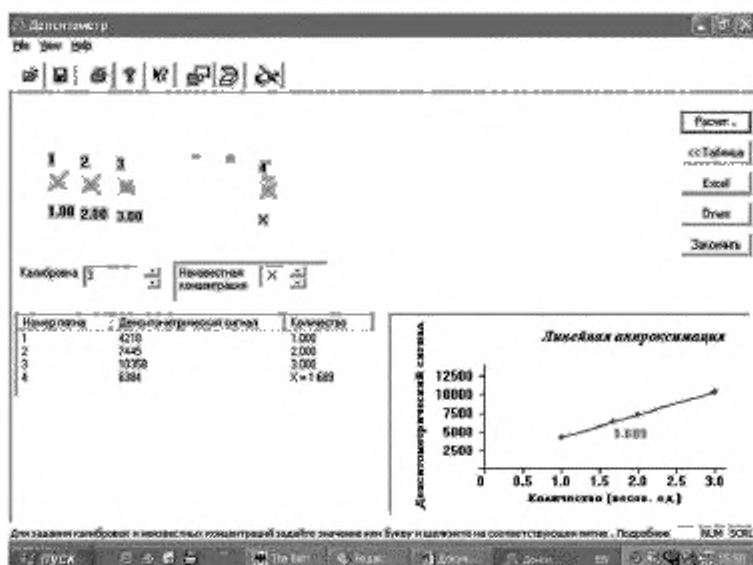 Денситометр
File View Help
Расчет .
<<Таблица
Excel
Отчет
Закончить
1 2 3 4
1.00 2.00 3.00 X
Калибровка 3
Неизвестная концентрация X
Номер пятна Денситометрический сигнал Количество
1 4210 1.000
2 7445 2.000
3 10358 3.000
4 6384 X = 1.689
Линейная аппроксимация
Денситометрический сигнал
12500
10000
7500
5000
2500
1.689
0 0.5 1.0 1.5 2.0 2.5 3.0
Количество (весов. ед.)
Для задания калибровок и неизвестных концентраций задайте значение или букву и щелкните на соответствующем пятне . Подробнее NUM SCRL
ПУСК The Bat! EN